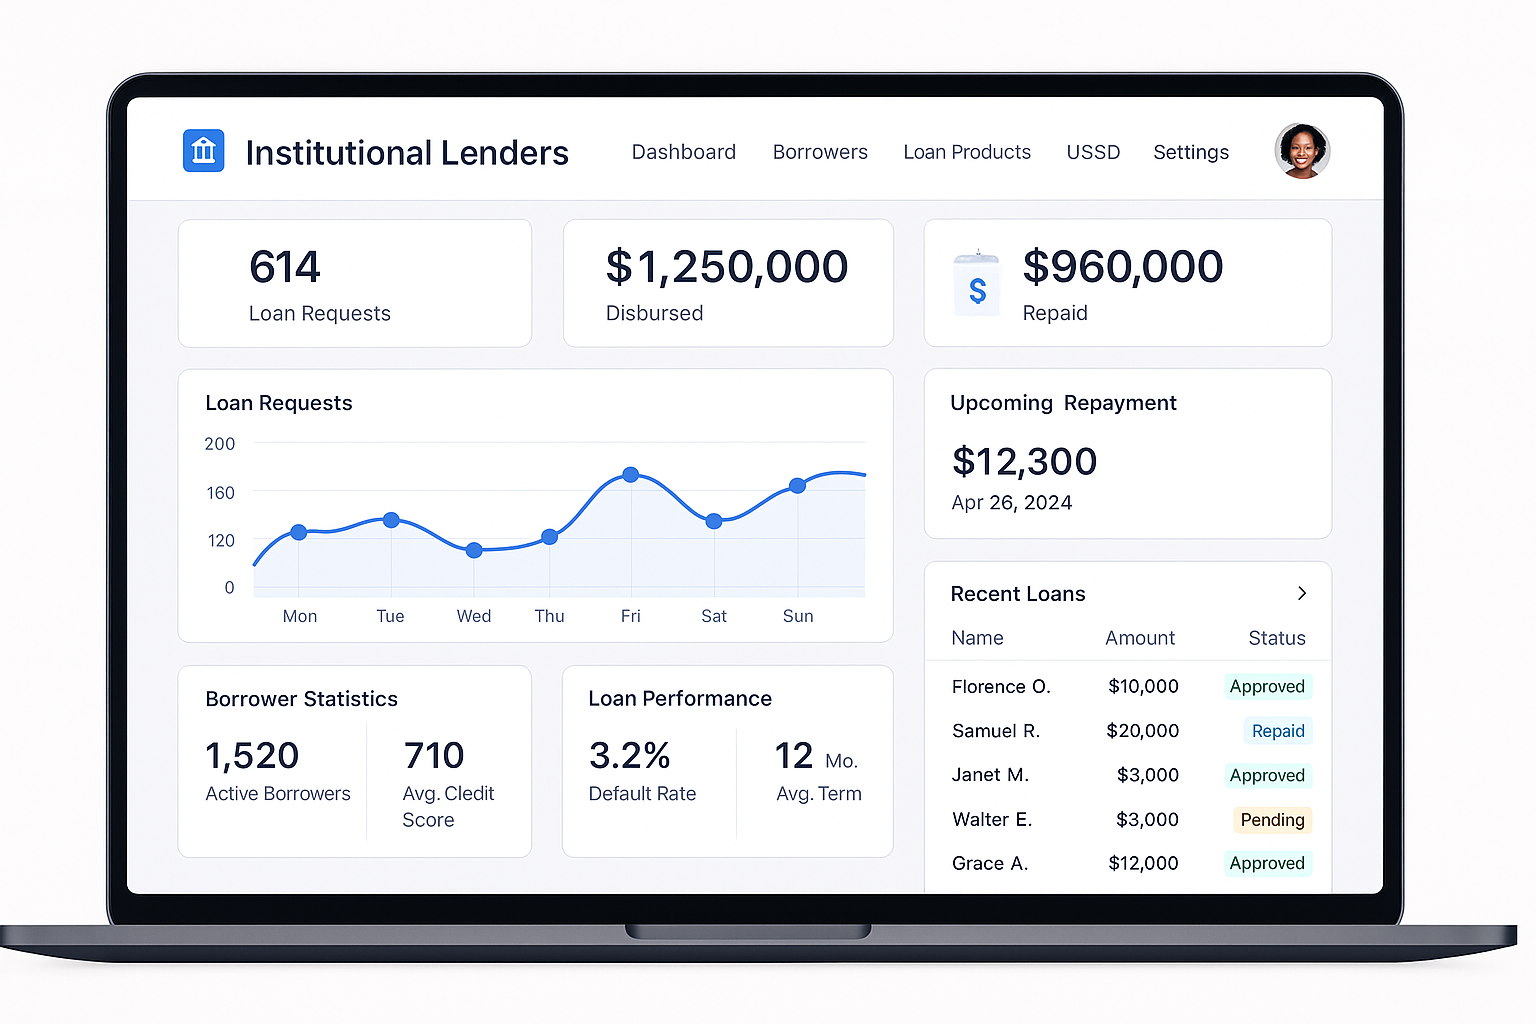 Institutional Lenders
Dashboard
Borrowers
Loan Products
USSD
Settings
614
Loan Requests
$1,250,000
Disbursed
$
$960,000
Repaid
Loan Requests
200
160
120
0
Mon Tue Wed Thu Fri Sat Sun
Upcoming Repayment
$12,300
Apr 26, 2024
Borrower Statistics
1,520
Active Borrowers
710
Avg. Cledit
Score
Loan Performance
3.2%
Default Rate
12 Mo.
Avg. Term
Recent Loans
Name Amount Status
Florence O. $10,000 Approved
Samuel R. $20,000 Repaid
Janet M. $3,000 Approved
Walter E. $3,000 Pending
Grace A. $12,000 Approved